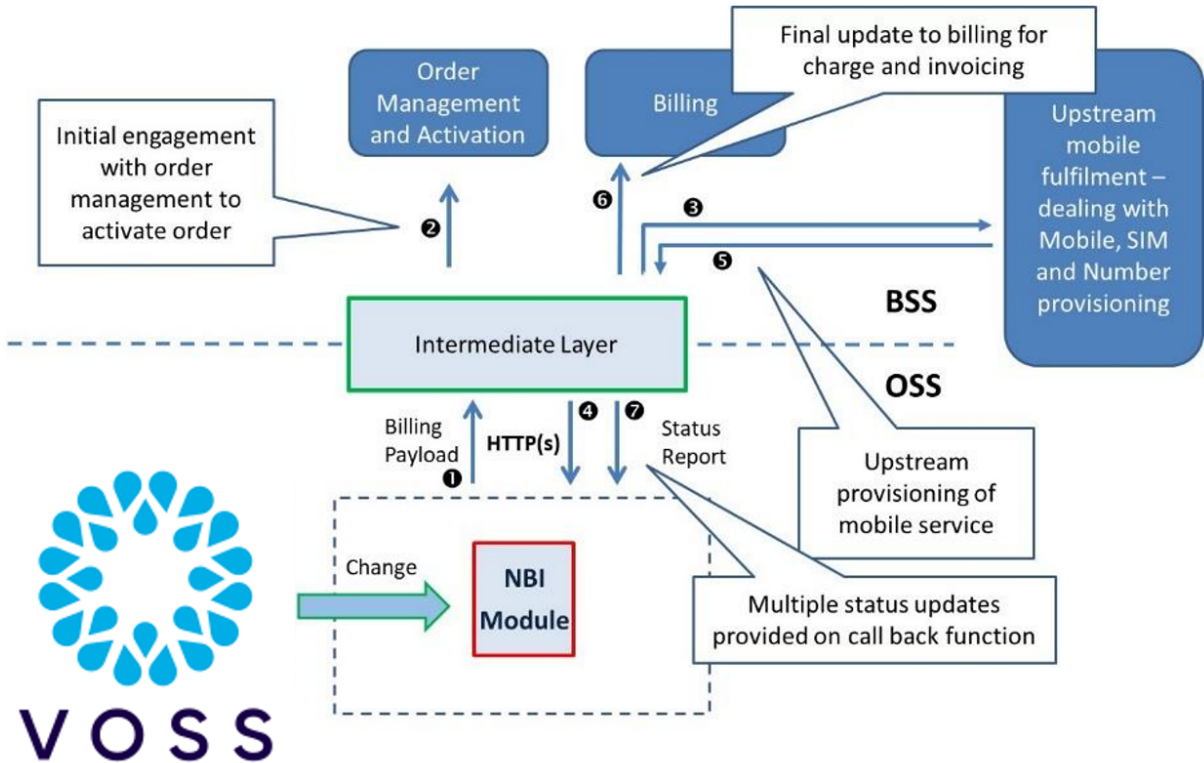 Order
Management
and Activation
Billing
Final update to billing for
charge and invoicing
Upstream
mobile
fulfilment –
dealing with
Mobile, SIM
and Number
provisioning
Initial engagement
with order
management to
activate order
❷
❻
❸
❺
BSS
Intermediate Layer
OSS
Billing
Payload
❶
HTTP(s)
❹
❼
Status
Report
Upstream
provisioning of
mobile service
Change
NBI
Module
Multiple status updates
provided on call back function
VOSS